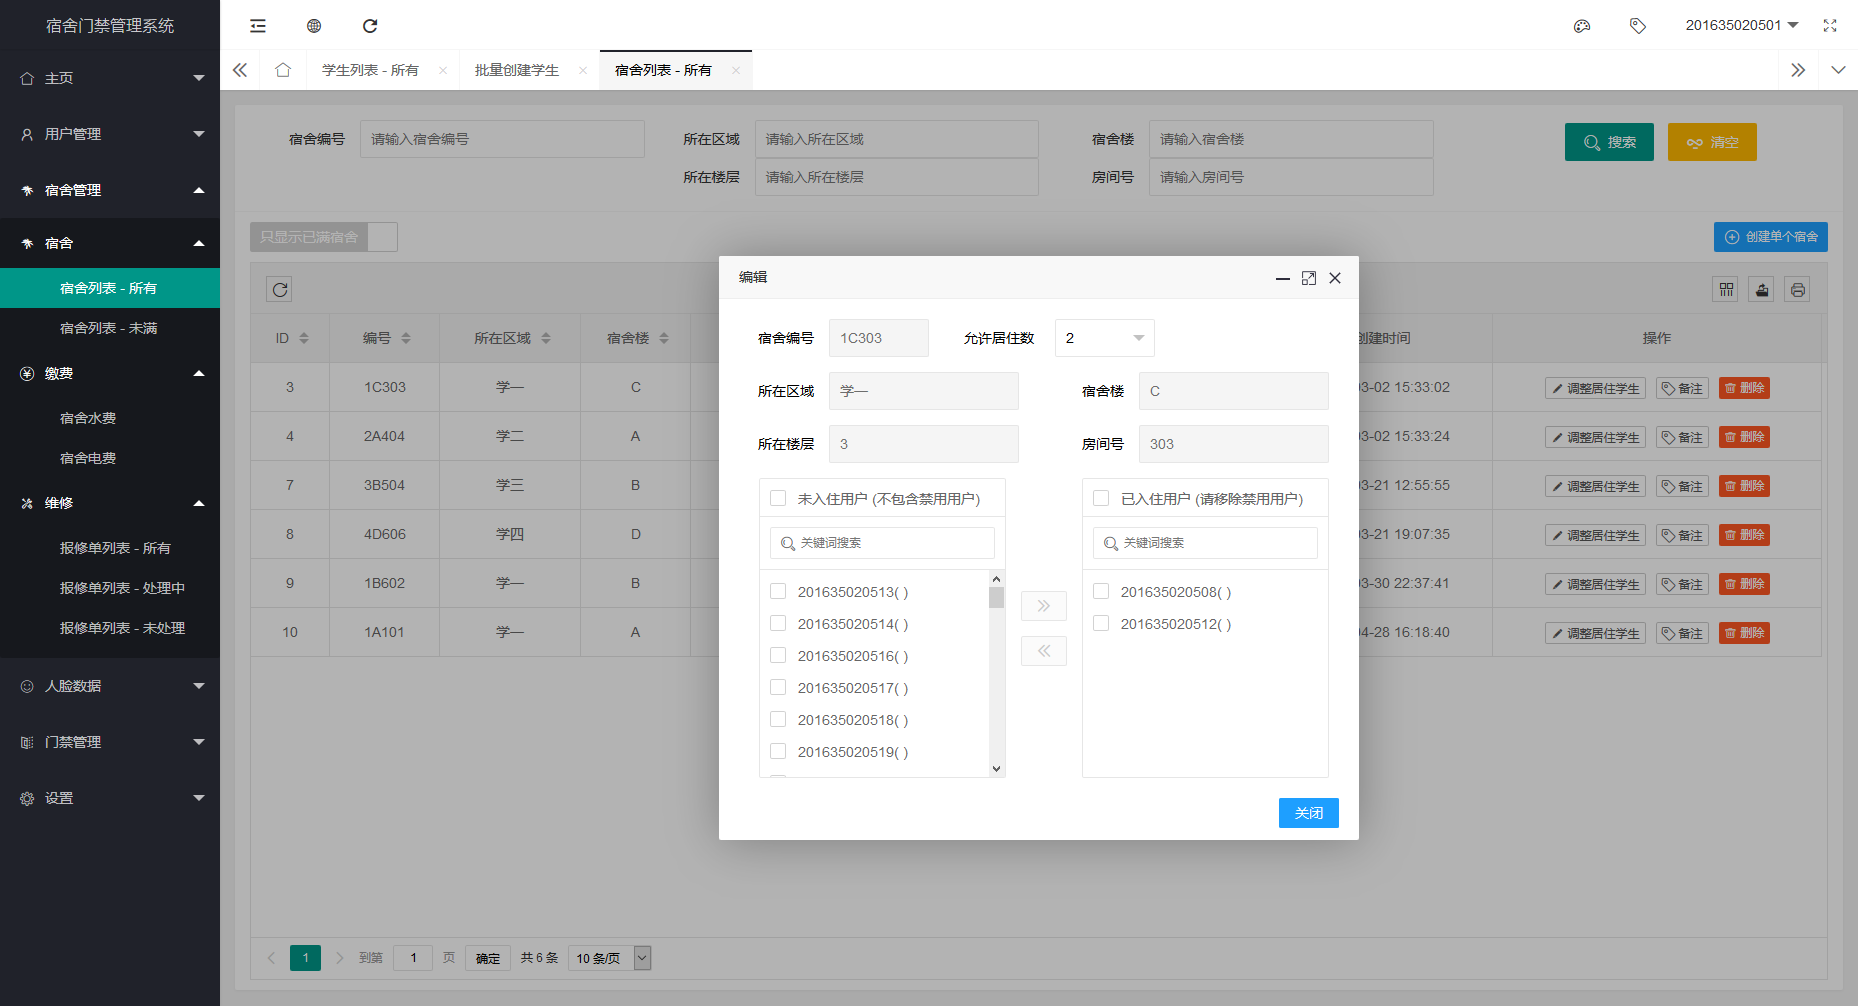 宿舍门禁管理系统
201635020501
学生列表 - 所有
批量创建学生
宿舍列表 - 所有
主页
用户管理
宿舍管理
宿舍
宿舍列表 - 所有
宿舍列表 - 未满
缴费
宿舍水费
宿舍电费
维修
报修单列表 - 所有
报修单列表 - 处理中
报修单列表 - 未处理
人脸数据
门禁管理
设置
宿舍编号 请输入宿舍编号 所在区域 请输入所在区域 宿舍楼 请输入宿舍楼 搜索 清空
所在楼层 请输入所在楼层 房间号 请输入房间号
只显示已满宿舍 创建单个宿舍
ID 编号 所在区域 宿舍楼 创建时间 操作
3 1C303 学一 C 03-02 15:33:02 调整居住学生 备注 删除
4 2A404 学二 A 03-02 15:33:24 调整居住学生 备注 删除
7 3B504 学三 B 03-21 12:55:55 调整居住学生 备注 删除
8 4D606 学四 D 03-21 19:07:35 调整居住学生 备注 删除
9 1B602 学一 B 03-30 22:37:41 调整居住学生 备注 删除
10 1A101 学一 A 04-28 16:18:40 调整居住学生 备注 删除
编辑
宿舍编号 1C303 允许居住数 2
所在区域 学一 宿舍楼 C
所在楼层 3 房间号 303
未入住用户 (不包含禁用用户)
关键词搜索
201635020513( )
201635020514( )
201635020516( )
201635020517( )
201635020518( )
201635020519( )
已入住用户 (请移除禁用用户)
关键词搜索
201635020508( )
201635020512( )
关闭
1 到第 1 页 确定 共 6 条 10 条/页